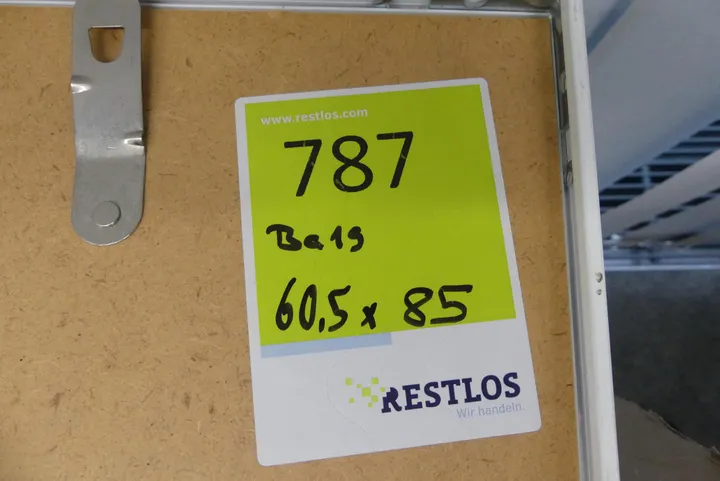 www.restlos.com
787
Ba19
60,5 x 85
RESTLOS
Wir handeln.